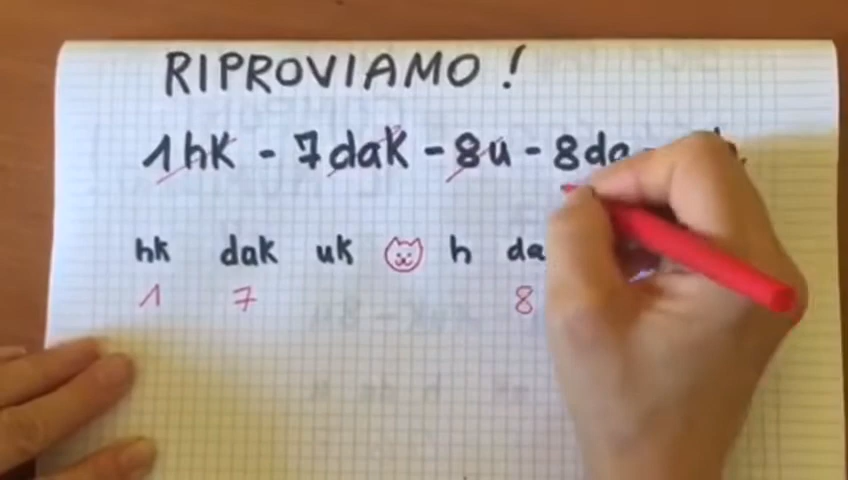 RIPROVIAMO !
1hk - 7dak - 8u - 8da -
hk dak uk h da
1 7 8